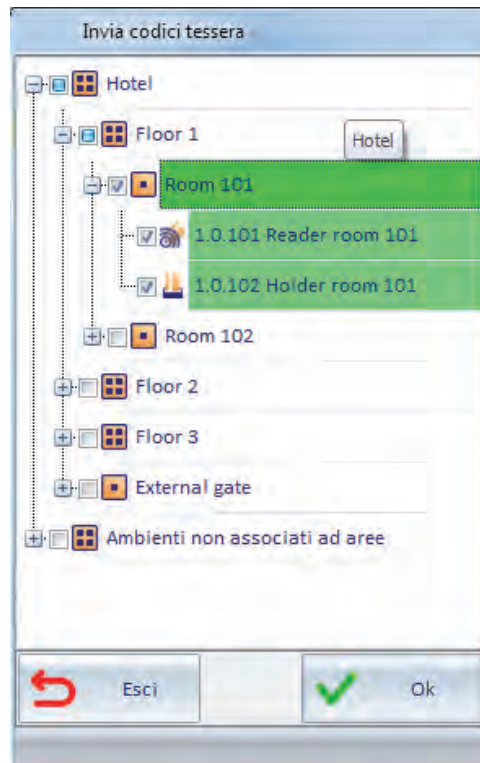 Invia codici tessera
Hotel
Floor 1
Hotel
Room 101
1.0.101 Reader room 101
1.0.102 Holder room 101
Room 102
Floor 2
Floor 3
External gate
Ambienti non associati ad aree
Esci
Ok